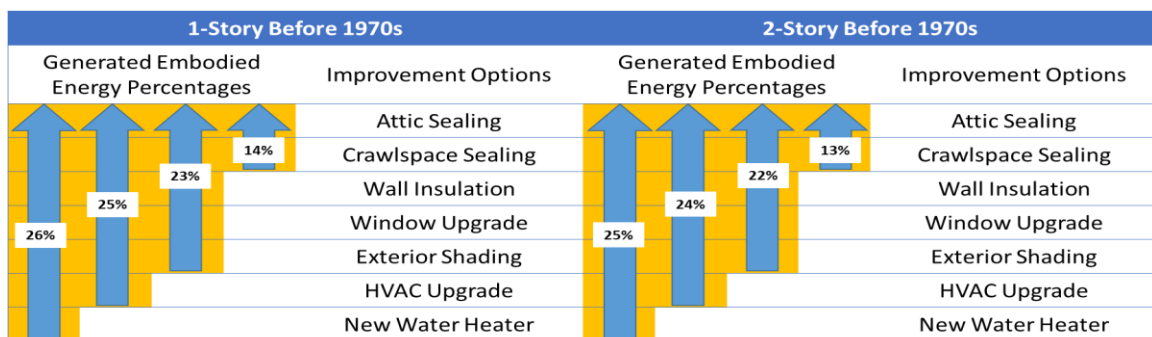 1-Story Before 1970s
2-Story Before 1970s
Generated Embodied
Energy Percentages
Improvement Options
Generated Embodied
Energy Percentages
Improvement Options
Attic Sealing
Attic Sealing
14%
Crawlspace Sealing
13%
Crawlspace Sealing
23%
Wall Insulation
22%
Wall Insulation
25%
Window Upgrade
24%
Window Upgrade
26%
Exterior Shading
25%
Exterior Shading
HVAC Upgrade
HVAC Upgrade
New Water Heater
New Water Heater